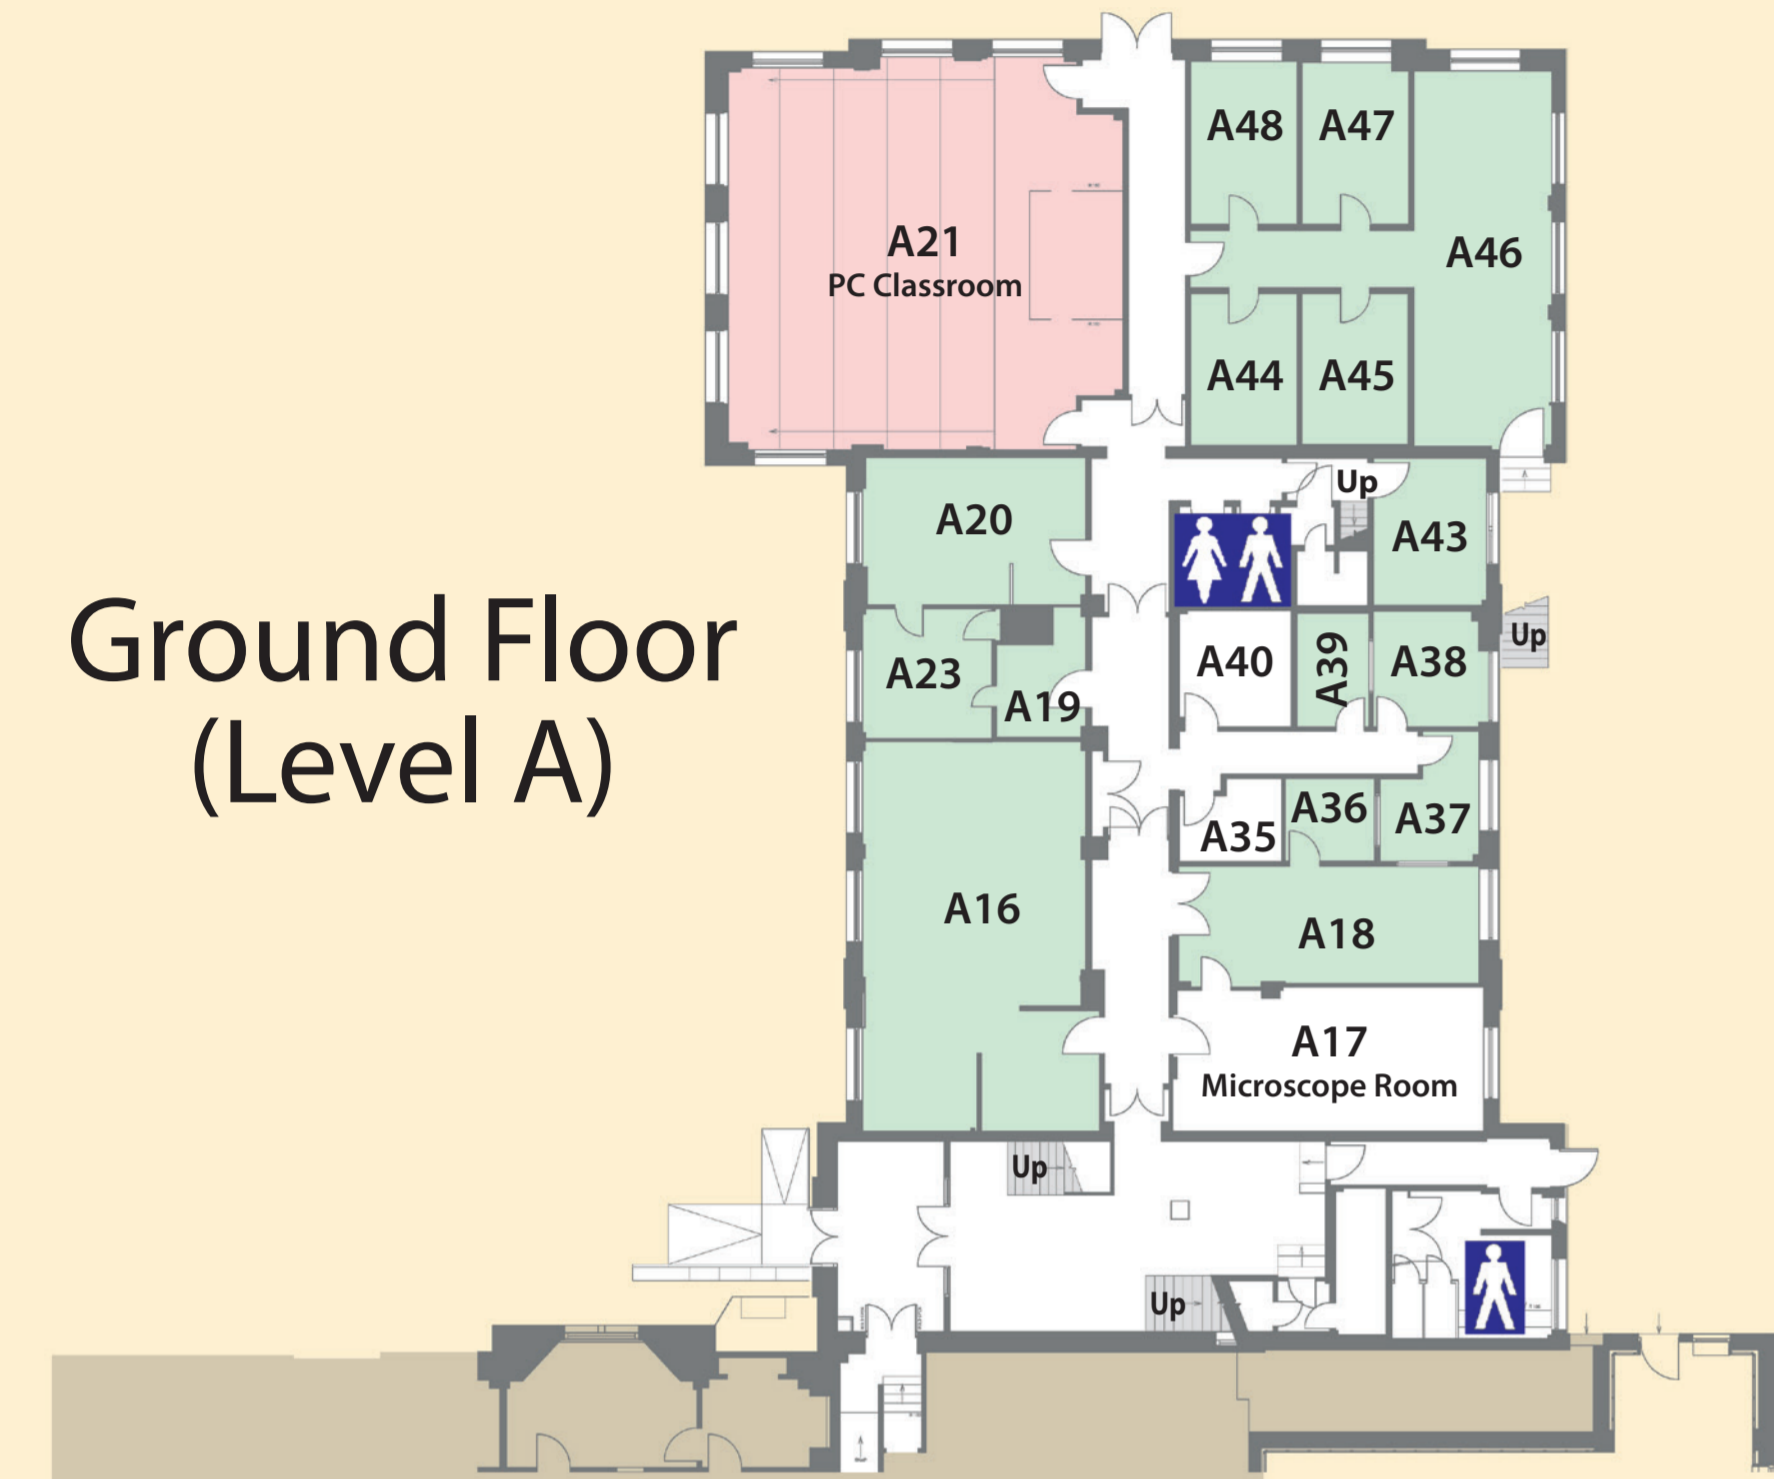 A48
A47
A21
PC Classroom
A46
A44
A45
Up
A20
A43
Ground Floor
(Level A)
Up
A40
A39
A38
A23
A19
A36
A37
A35
A16
A18
A17
Microscope Room
Up
Up